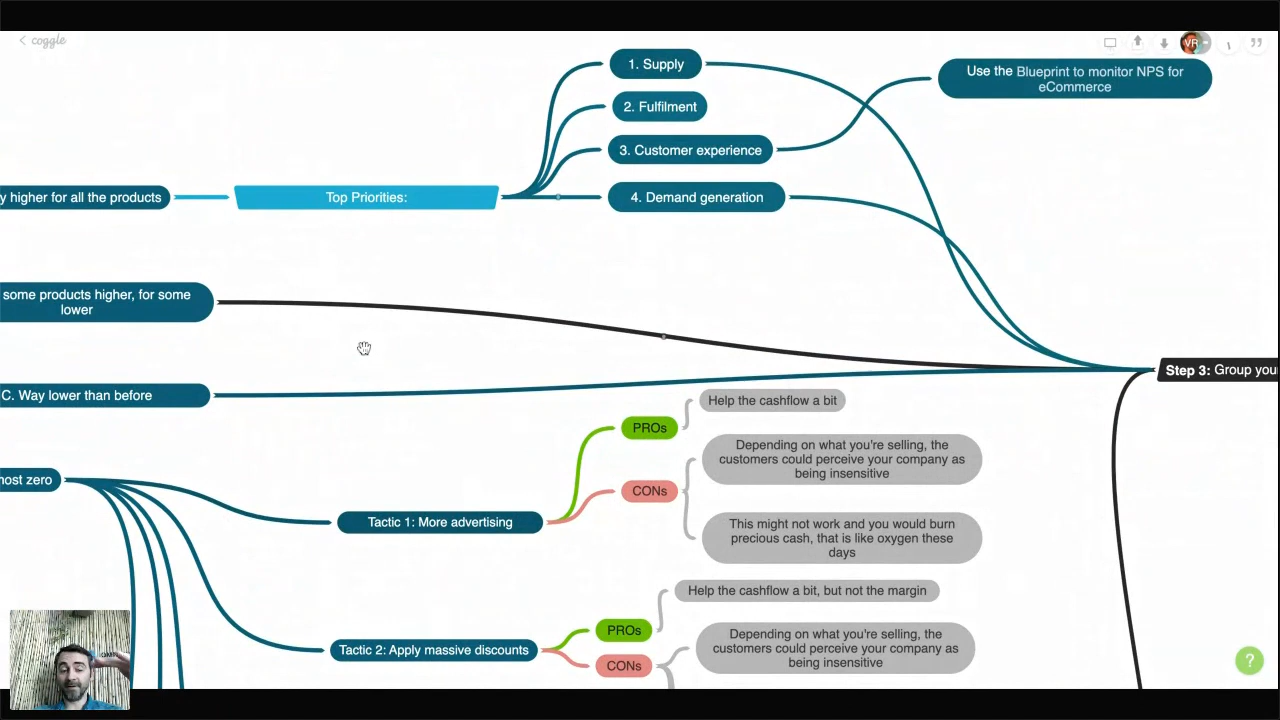 coggle
VR
1. Supply
Use the Blueprint to monitor NPS for
eCommerce
2. Fulfilment
3. Customer experience
y higher for all the products
Top Priorities:
4. Demand generation
some products higher, for some
lower
Step 3: Group you
C. Way lower than before
Help the cashflow a bit
PROs
Depending on what you're selling, the
customers could perceive your company as
being insensitive
CONs
most zero
Tactic 1: More advertising
This might not work and you would burn
precious cash, that is like oxygen these
days
Help the cashflow a bit, but not the margin
PROs
Depending on what you're selling, the
customers could perceive your company as
being insensitive
Tactic 2: Apply massive discounts
CONs
?